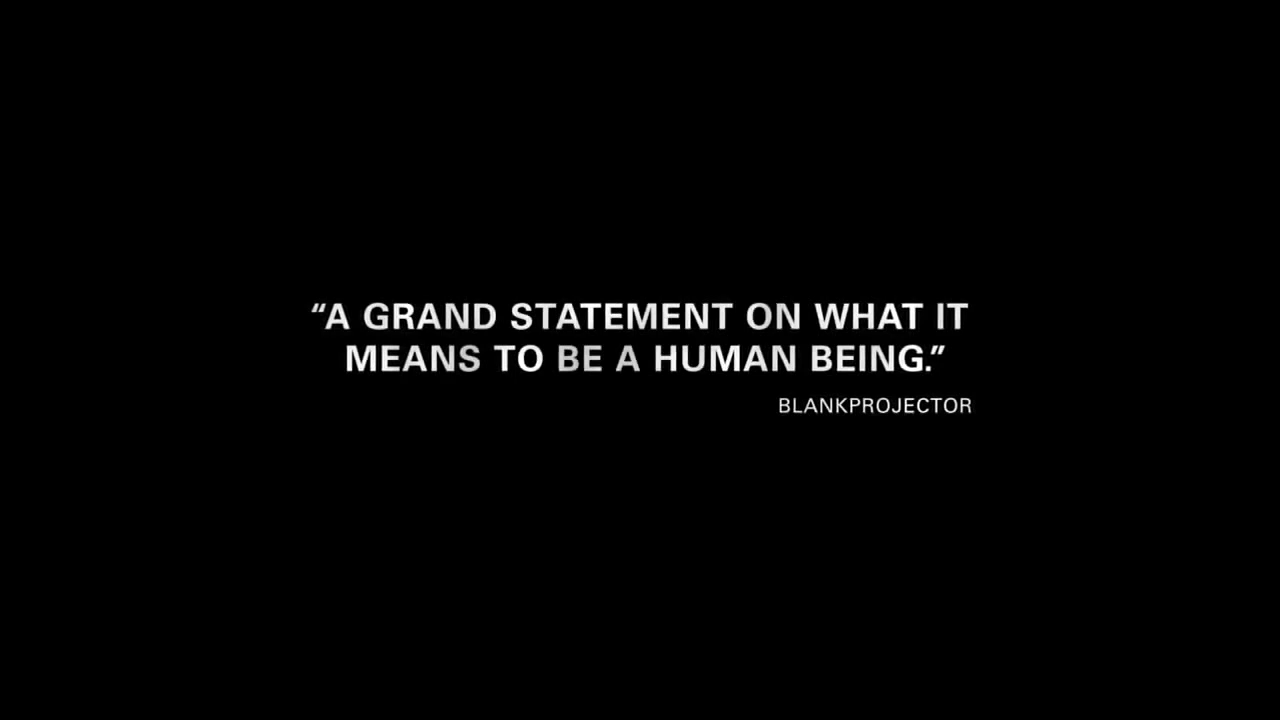 “A GRAND STATEMENT ON WHAT IT
MEANS TO BE A HUMAN BEING.”
BLANKPROJECTOR